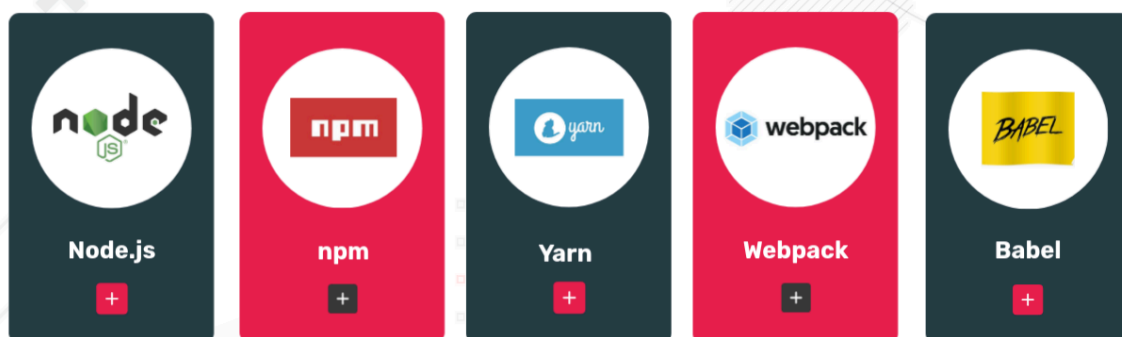 node
JS
npm
yarn
webpack
BABEL
Node.js
npm
Yarn
Webpack
Babel
+
+
+
+
+